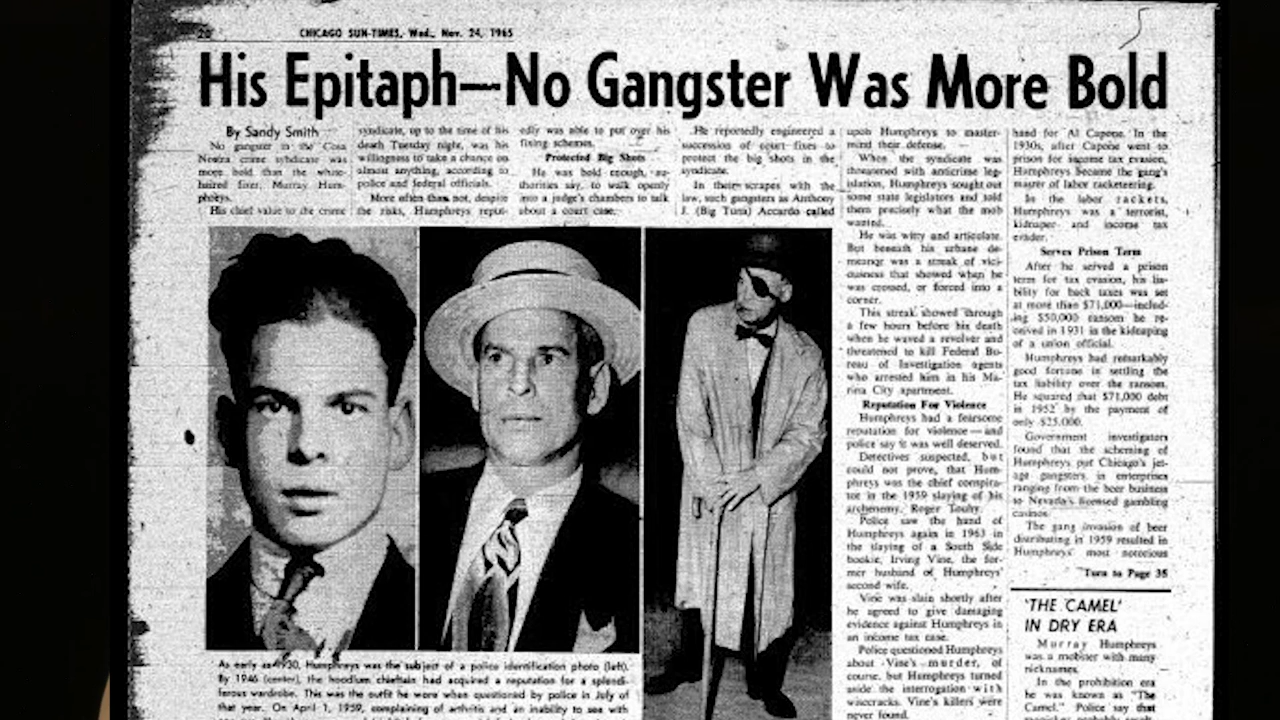 20
CHICAGO SUN-TIMES, Wed., Nov. 24, 1965
His Epitaph—No Gangster Was More Bold
By Sandy Smith
No gangster in the Cosa
Nostra crime syndicate was
more bold than the white-
haired fixer, Murray Hum-
phreys.
His chief value to the crime
syndicate, up to the time of his
death Tuesday night, was his
willingness to take a chance on
almost anything, according to
police and federal officials.
More often than not, despite
the risks, Humphreys reput-
edly was able to put over his
fixing schemes.
Protected Big Shots
He was bold enough, au-
thorities say, to walk openly
into a judge's chambers to talk
about a court case.
He reportedly engineered a
succession of court fixes to
protect the big shots in the
syndicate.
In their scrapes with the
law, such gangsters as Anthony
J. (Big Tuna) Accardo called
upon Humphreys to master-
mind their defense.
When the syndicate was
threatened with anticrime leg-
islation, Humphreys sought out
some state legislators and told
them precisely what the mob
wanted.
He was witty and articulate.
But beneath his urbane de-
meanor was a streak of vici-
ousness that showed when he
was crossed, or forced into a
corner.
This streak showed through
a few hours before his death
when he waved a revolver and
threatened to kill Federal Bu-
reau of Investigation agents
who arrested him in his Ma-
rina City apartment.
Reputation For Violence
Humphreys had a fearsome
reputation for violence—and
police say it was well deserved.
Detectives suspected, but
could not prove, that Hum-
phreys was the chief conspira-
tor in the 1959 slaying of his
archenemy, Roger Touhy.
Police saw the hand of
Humphreys again in 1963 in
the slaying of a South Side
bookie, Irving Vine, the for-
mer husband of Humphreys'
second wife.
Vine was slain shortly after
he agreed to give damaging
evidence against Humphreys in
an income tax case.
Police questioned Humphreys
about Vine's murder, of
course, but Humphreys turned
aside the interrogation with
wisecracks. Vine's killers were
never found.
hand for Al Capone. In the
1930s, after Capone went to
prison for income tax evasion,
Humphreys became the gang's
master of labor racketeering.
In the labor rackets,
Humphreys was a terrorist,
kidnaper and income tax
evader.
Serves Prison Term
After he served a prison
term for tax evasion, his lia-
bility for back taxes was set
at more than $71,000—includ-
ing $50,000 ransom he re-
ceived in 1931 in the kidnaping
of a union official.
Humphreys had remarkably
good fortune in settling the
tax liability over the ransom.
He squared that $71,000 debt
in 1952 by the payment of
only $25,000.
Government investigators
found that the scheming of
Humphreys put Chicago's jet-
age gangsters in enterprises
ranging from the beer business
to Nevada's licensed gambling
casinos.
The gang invasion of beer
distributing in 1959 resulted in
Humphreys' most notorious
Turn to Page 35
'THE CAMEL'
IN DRY ERA
Murray Humphreys
was a mobster with many
nicknames.
In the prohibition era
he was known as "The
Camel." Police say that
As early as 1930, Humphreys was the subject of a police identification photo (left).
By 1946 (center), the hoodlum chieftain had acquired a reputation for a splendi-
ferous wardrobe. This was the outfit he wore when questioned by police in July of
that year. On April 1, 1959, complaining of arthritis and an inability to see with